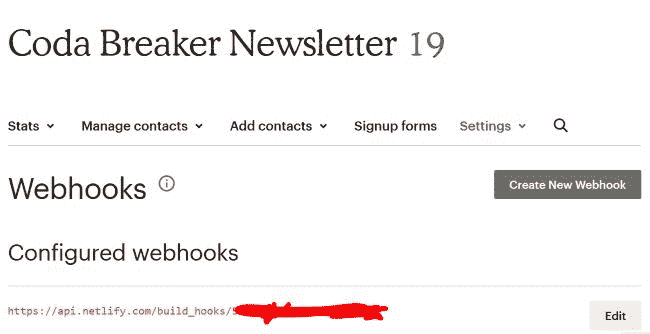 Coda Breaker Newsletter 19
Stats Manage contacts Add contacts Signup forms Settings
Webhooks
Create New Webhook
Configured webhooks
https://api.netlify.com/build_hooks/5
Edit